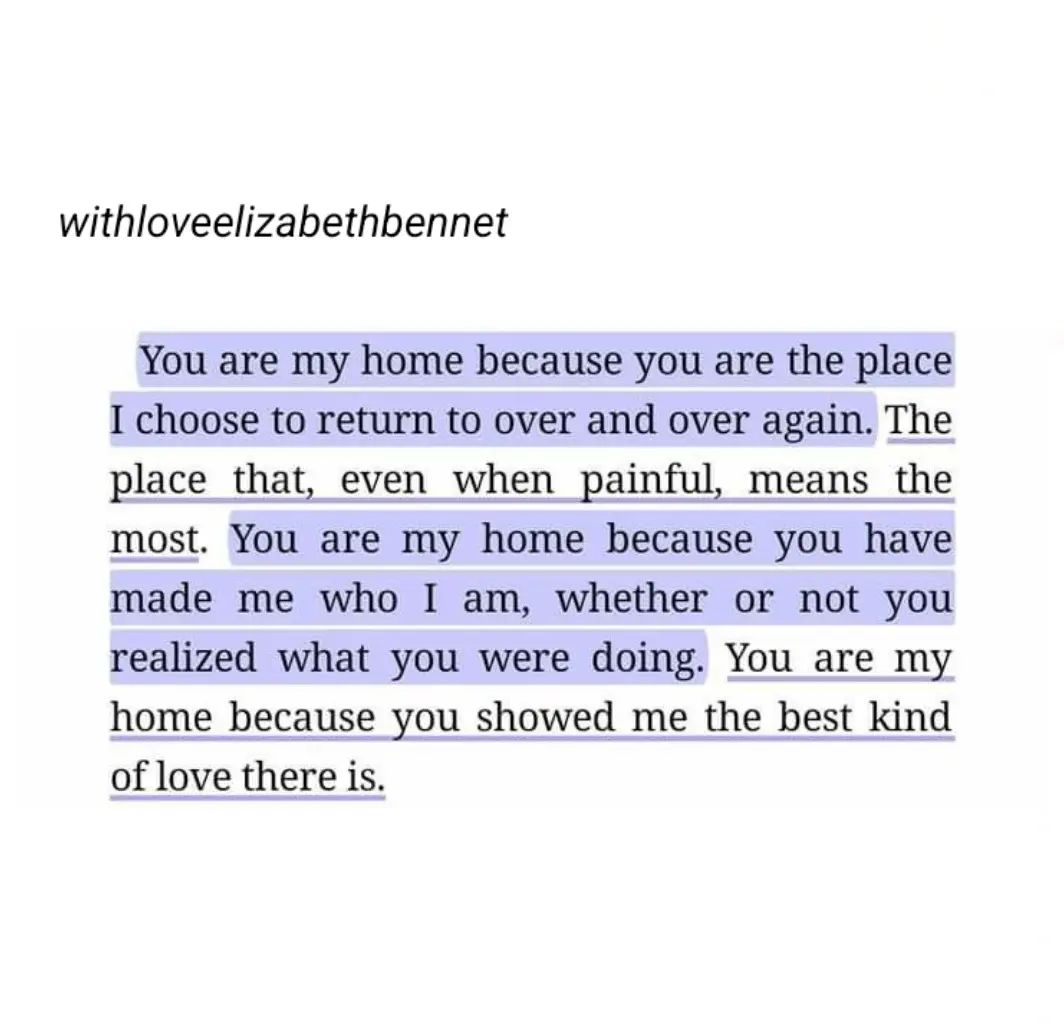 withloveelizabethbennet
You are my home because you are the place
I choose to return to over and over again. The
place that, even when painful, means the
most. You are my home because you have
made me who I am, whether or not you
realized what you were doing. You are my
home because you showed me the best kind
of love there is.